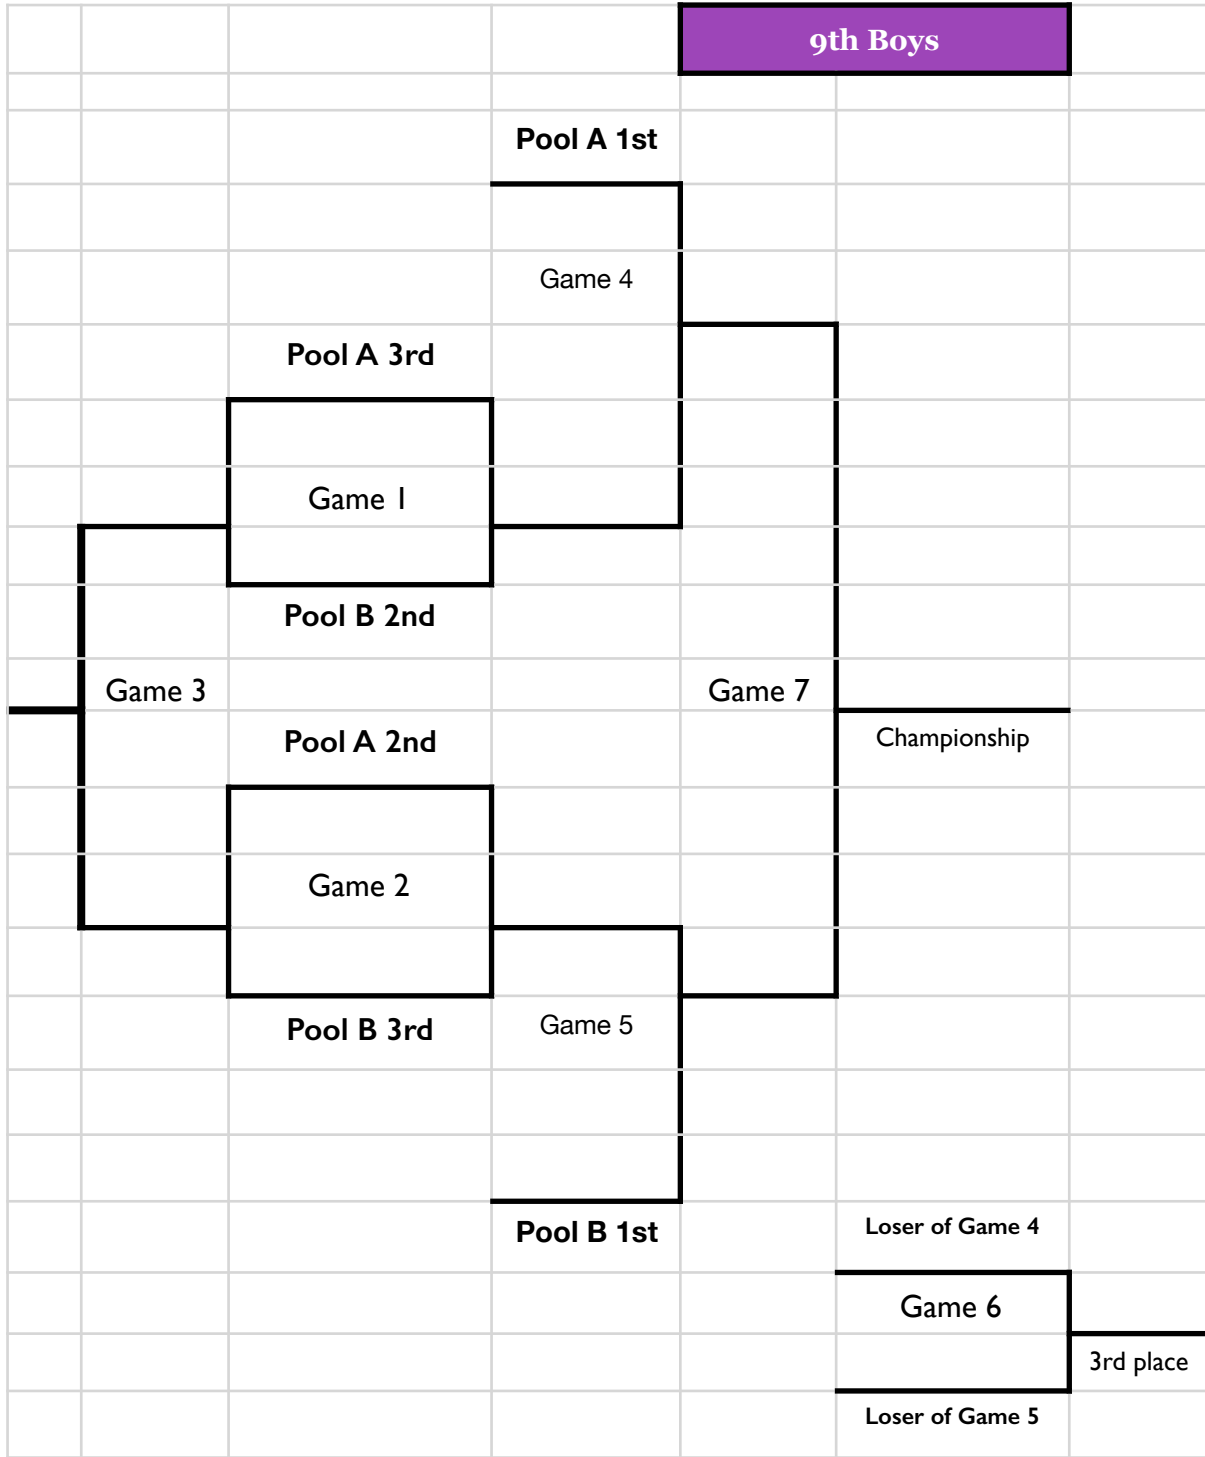 9th Boys
Pool A 1st
Game 4
Pool A 3rd
Game 1
Pool B 2nd
Game 3
Game 7
Pool A 2nd
Championship
Game 2
Pool B 3rd
Game 5
Pool B 1st
Loser of Game 4
Game 6
3rd place
Loser of Game 5